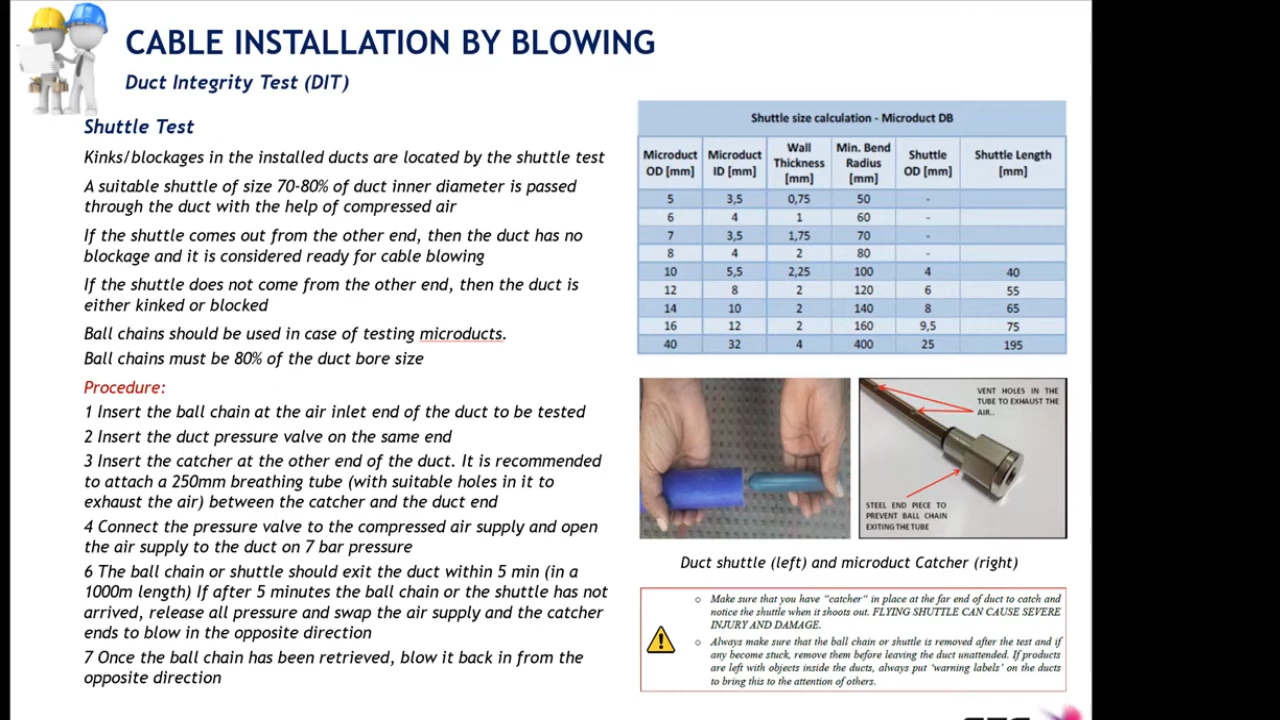 CABLE INSTALLATION BY BLOWING
Duct Integrity Test (DIT)
Shuttle Test
Kinks/blockages in the installed ducts are located by the shuttle test
A suitable shuttle of size 70-80% of duct inner diameter is passed
through the duct with the help of compressed air
If the shuttle comes out from the other end, then the duct has no
blockage and it is considered ready for cable blowing
If the shuttle does not come from the other end, then the duct is
either kinked or blocked
Ball chains should be used in case of testing microducts.
Ball chains must be 80% of the duct bore size
Procedure:
1 Insert the ball chain at the air inlet end of the duct to be tested
2 Insert the duct pressure valve on the same end
3 Insert the catcher at the other end of the duct. It is recommended
to attach a 250mm breathing tube (with suitable holes in it to
exhaust the air) between the catcher and the duct end
4 Connect the pressure valve to the compressed air supply and open
the air supply to the duct on 7 bar pressure
6 The ball chain or shuttle should exit the duct within 5 min (in a
1000m length) If after 5 minutes the ball chain or the shuttle has not
arrived, release all pressure and swap the air supply and the catcher
ends to blow in the opposite direction
7 Once the ball chain has been retrieved, blow it back in from the
opposite direction
Shuttle size calculation - Microduct DB
Microduct OD [mm] Microduct ID [mm] Wall Thickness [mm] Min. Bend Radius [mm] Shuttle OD [mm] Shuttle Length [mm]
5 3,5 0,75 50 -
6 4 1 60 -
7 3,5 1,75 70 -
8 4 2 80 -
10 5,5 2,25 100 4 40
12 8 2 120 6 55
14 10 2 140 8 65
16 12 2 160 9,5 75
40 32 4 400 25 195
VENT HOLES IN THE
TUBE TO EXHAUST THE
AIR..
STEEL END PIECE TO
PREVENT BALL CHAIN
EXITING THE TUBE
Duct shuttle (left) and microduct Catcher (right)
Make sure that you have "catcher" in place at the far end of duct to catch and
notice the shuttle when it shoots out. FLYING SHUTTLE CAN CAUSE SEVERE
INJURY AND DAMAGE.
Always make sure that the ball chain or shuttle is removed after the test and if
any become stuck, remove them before leaving the duct unattended. If products
are left with objects inside the ducts, always put 'warning labels' on the ducts
to bring this to the attention of others.